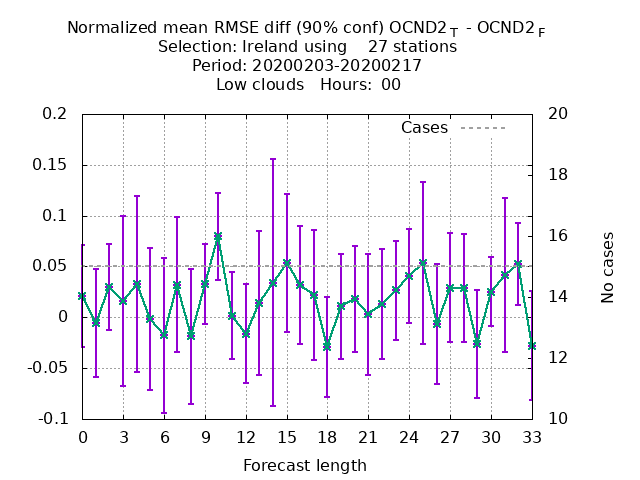 Normalized mean RMSE diff (90% conf) OCND2 T - OCND2 F
Selection: Ireland using 27 stations
Period: 20200203-20200217
Low clouds Hours: 00
0.2 20
Cases
0.15 18
0.1 16
0.05
0 14
-0.05 12
-0.1 10
No cases
0 3 6 9 12 15 18 21 24 27 30 33
Forecast length